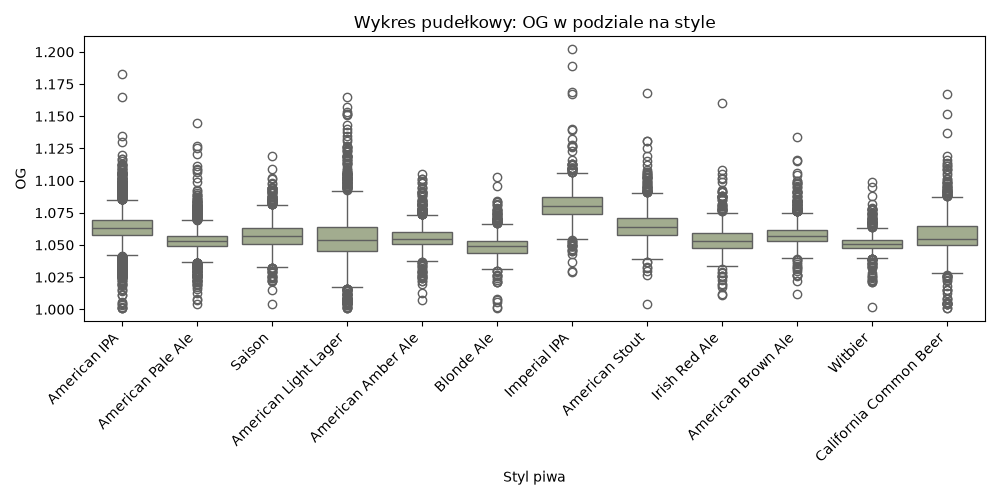 Wykres pudełkowy: OG w podziale na style
OG
1.200
1.175
1.150
1.125
1.100
1.075
1.050
1.025
1.000
American IPA
American Pale Ale
Saison
American Light Lager
American Amber Ale
Blonde Ale
Imperial IPA
American Stout
Irish Red Ale
American Brown Ale
Witbier
California Common Beer
Styl piwa